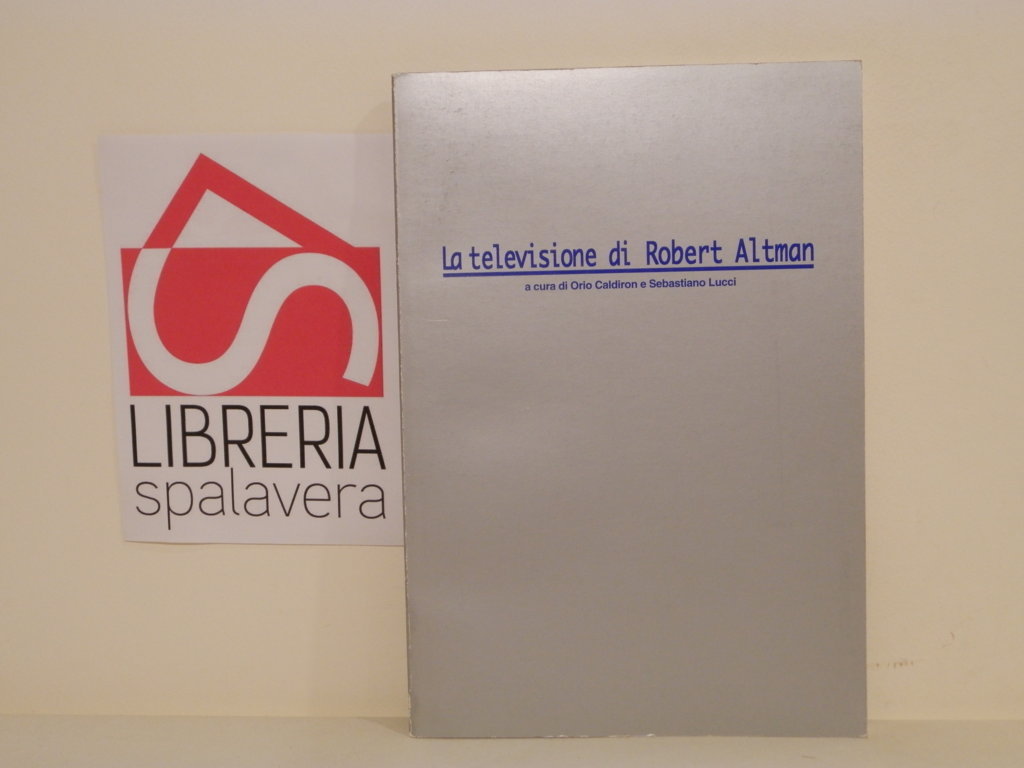 LIBRERIA
spalavera
La televisione di Robert Altman
a cura di Orio Caldiron e Sebastiano Lucci